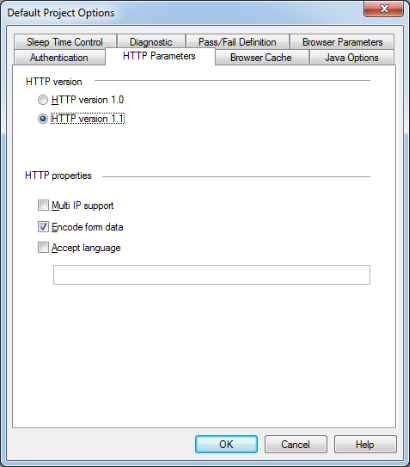 Default Project Options
Sleep Time Control Diagnostic Pass/Fail Definition Browser Parameters
Authentication HTTP Parameters Browser Cache Java Options
HTTP version
HTTP version 1.0
HTTP version 1.1
HTTP properties
Multi IP support
Encode form data
Accept language
OK Cancel Help